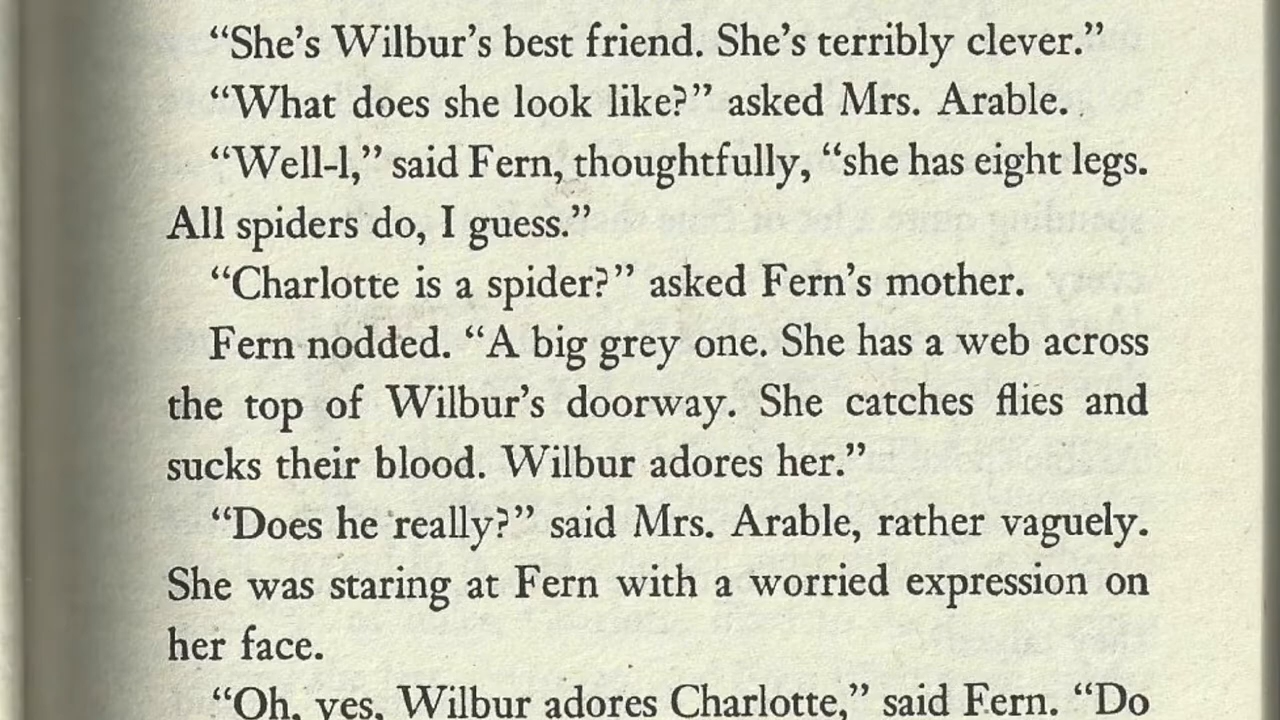 “She’s Wilbur’s best friend. She’s terribly clever.”
“What does she look like?” asked Mrs. Arable.
“Well-l,” said Fern, thoughtfully, “she has eight legs.
All spiders do, I guess.”
“Charlotte is a spider?” asked Fern’s mother.
Fern nodded. “A big grey one. She has a web across
the top of Wilbur’s doorway. She catches flies and
sucks their blood. Wilbur adores her.”
“Does he really?” said Mrs. Arable, rather vaguely.
She was staring at Fern with a worried expression on
her face.
“Oh, yes, Wilbur adores Charlotte,” said Fern. “Do